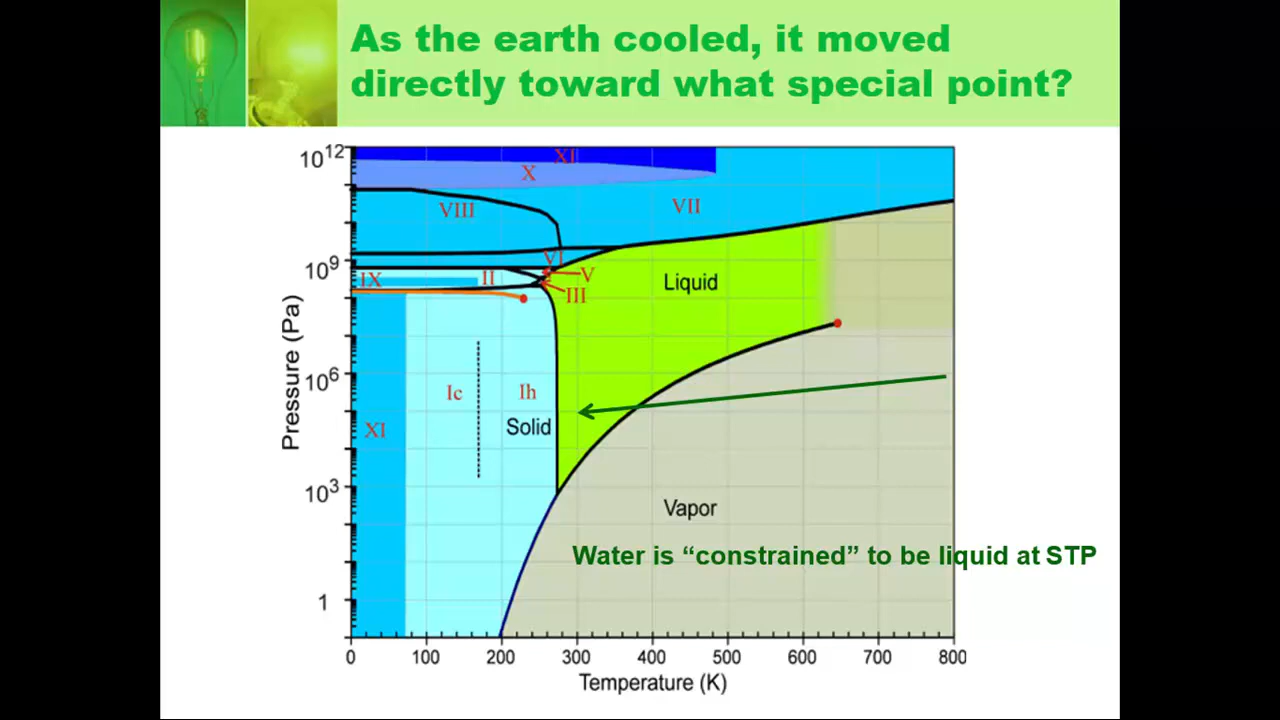 As the earth cooled, it moved
directly toward what special point?
10¹²
XI
X
VIII
VII
VI
10⁹
IX
II
V
Liquid
III
10⁶
Ic
Ih
Solid
XI
10³
Vapor
Water is “constrained” to be liquid at STP
1
Pressure (Pa)
0 100 200 300 400 500 600 700 800
Temperature (K)